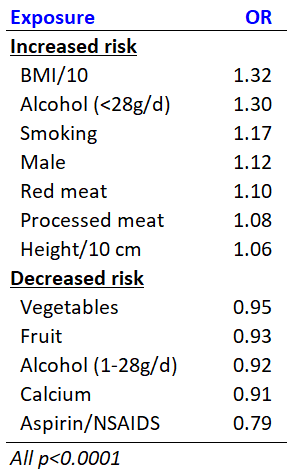 Exposure OR
Increased risk
BMI/10 1.32
Alcohol (<28g/d) 1.30
Smoking 1.17
Male 1.12
Red meat 1.10
Processed meat 1.08
Height/10 cm 1.06
Decreased risk
Vegetables 0.95
Fruit 0.93
Alcohol (1-28g/d) 0.92
Calcium 0.91
Aspirin/NSAIDS 0.79
All p<0.0001